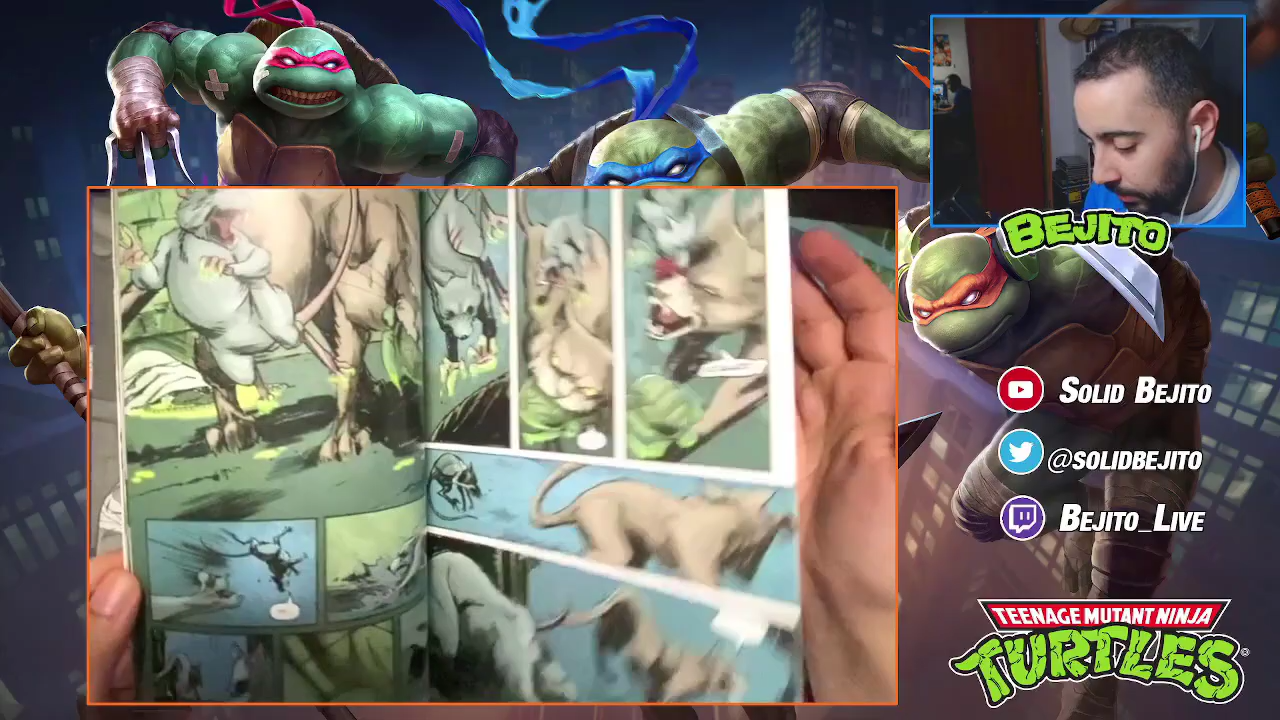 BEJITO
SOLID BEJITO
@SOLIDBEJITO
BEJITO_LIVE
TEENAGE MUTANT NINJA
TURTLES